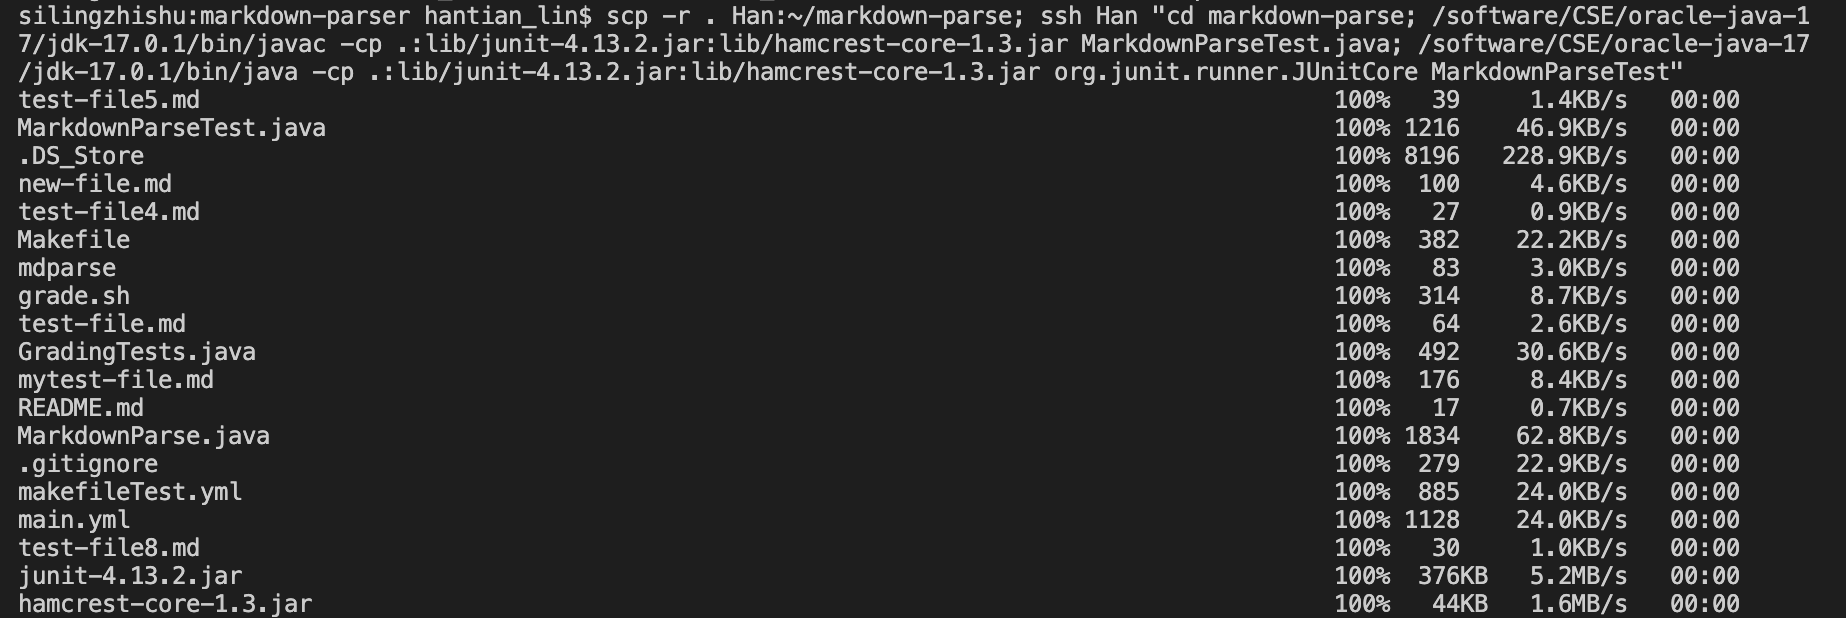 silingzhishu:markdown-parser hantian_lin$ scp -r . Han:~/markdown-parse; ssh Han "cd markdown-parse; /software/CSE/oracle-java-1
7/jdk-17.0.1/bin/javac -cp .:lib/junit-4.13.2.jar:lib/hamcrest-core-1.3.jar MarkdownParseTest.java; /software/CSE/oracle-java-17
/jdk-17.0.1/bin/java -cp .:lib/junit-4.13.2.jar:lib/hamcrest-core-1.3.jar org.junit.runner.JUnitCore MarkdownParseTest"
test-file5.md 100% 39 1.4KB/s 00:00
MarkdownParseTest.java 100% 1216 46.9KB/s 00:00
.DS_Store 100% 8196 228.9KB/s 00:00
new-file.md 100% 100 4.6KB/s 00:00
test-file4.md 100% 27 0.9KB/s 00:00
Makefile 100% 382 22.2KB/s 00:00
mdparse 100% 83 3.0KB/s 00:00
grade.sh 100% 314 8.7KB/s 00:00
test-file.md 100% 64 2.6KB/s 00:00
GradingTests.java 100% 492 30.6KB/s 00:00
mytest-file.md 100% 176 8.4KB/s 00:00
README.md 100% 17 0.7KB/s 00:00
MarkdownParse.java 100% 1834 62.8KB/s 00:00
.gitignore 100% 279 22.9KB/s 00:00
makefileTest.yml 100% 885 24.0KB/s 00:00
main.yml 100% 1128 24.0KB/s 00:00
test-file8.md 100% 30 1.0KB/s 00:00
junit-4.13.2.jar 100% 376KB 5.2MB/s 00:00
hamcrest-core-1.3.jar 100% 44KB 1.6MB/s 00:00